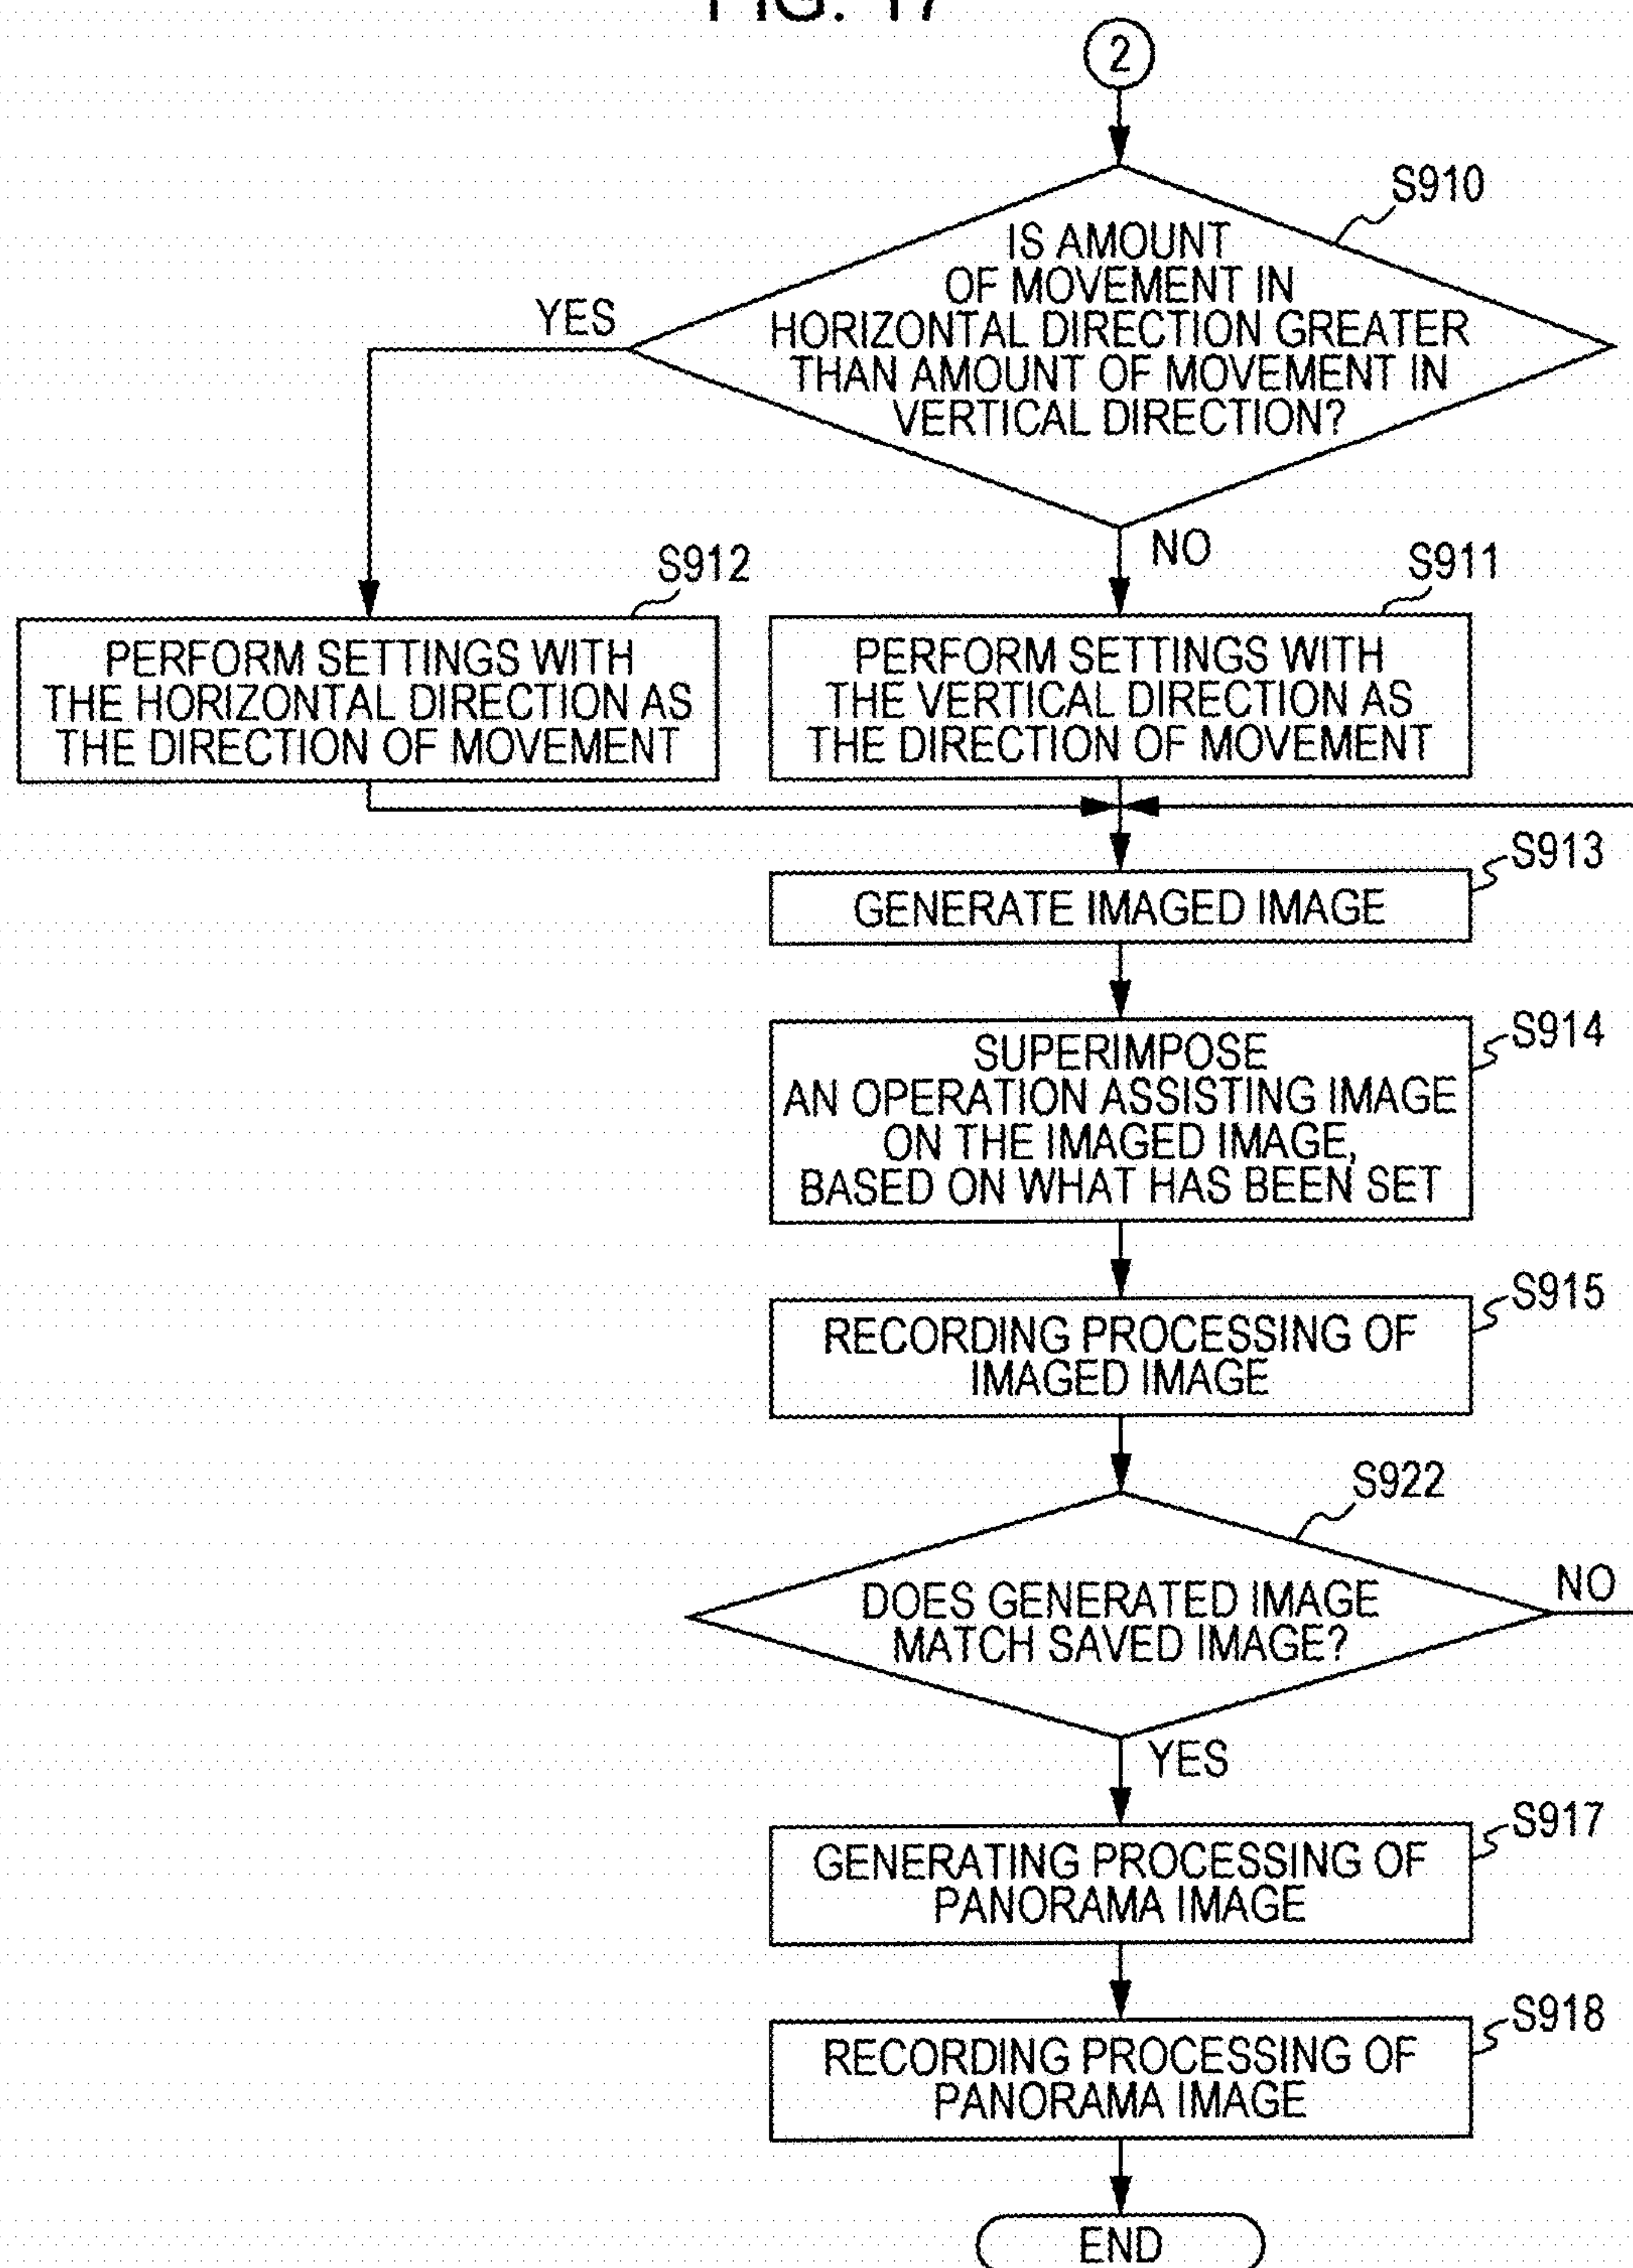 FIG. 17
2
S910
IS AMOUNT
OF MOVEMENT IN
HORIZONTAL DIRECTION GREATER
THAN AMOUNT OF MOVEMENT IN
VERTICAL DIRECTION?
YES
NO
S912
PERFORM SETTINGS WITH
THE HORIZONTAL DIRECTION AS
THE DIRECTION OF MOVEMENT
S911
PERFORM SETTINGS WITH
THE VERTICAL DIRECTION AS
THE DIRECTION OF MOVEMENT
S913
GENERATE IMAGED IMAGE
S914
SUPERIMPOSE
AN OPERATION ASSISTING IMAGE
ON THE IMAGED IMAGE,
BASED ON WHAT HAS BEEN SET
S915
RECORDING PROCESSING OF
IMAGED IMAGE
S922
DOES GENERATED IMAGE
MATCH SAVED IMAGE?
NO
YES
S917
GENERATING PROCESSING OF
PANORAMA IMAGE
S918
RECORDING PROCESSING OF
PANORAMA IMAGE
END